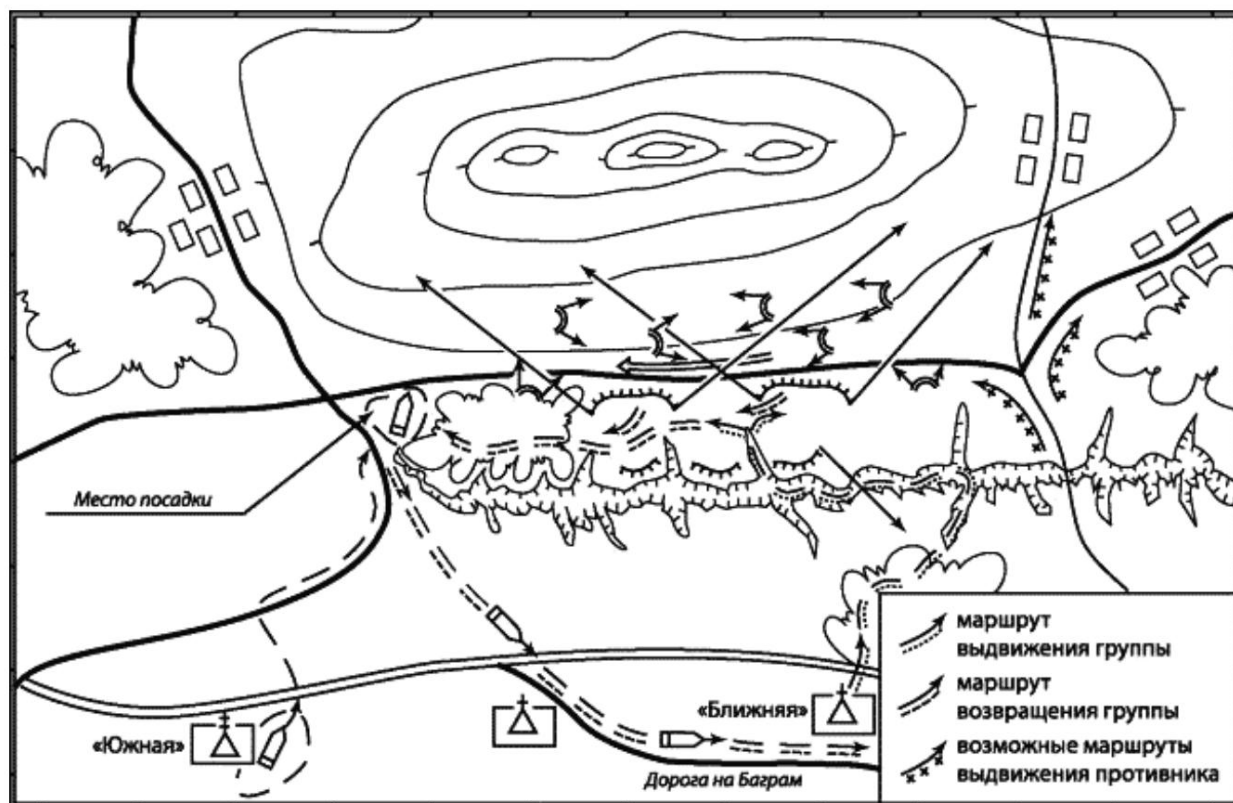 Место посадки
«Южная»
«Ближняя»
Дорога на Баграм
маршрут
выдвижения группы
маршрут
возвращения группы
возможные маршруты
выдвижения противника